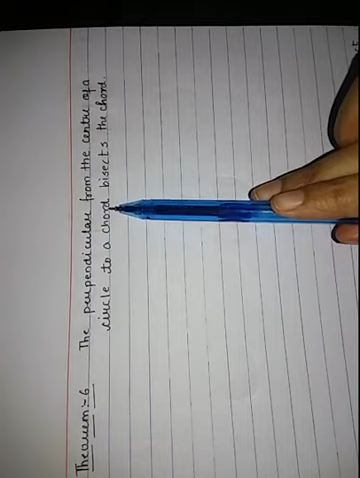 Theorem:-6 The perpendicular from the centre of a
circle to a chord bisects the chord.